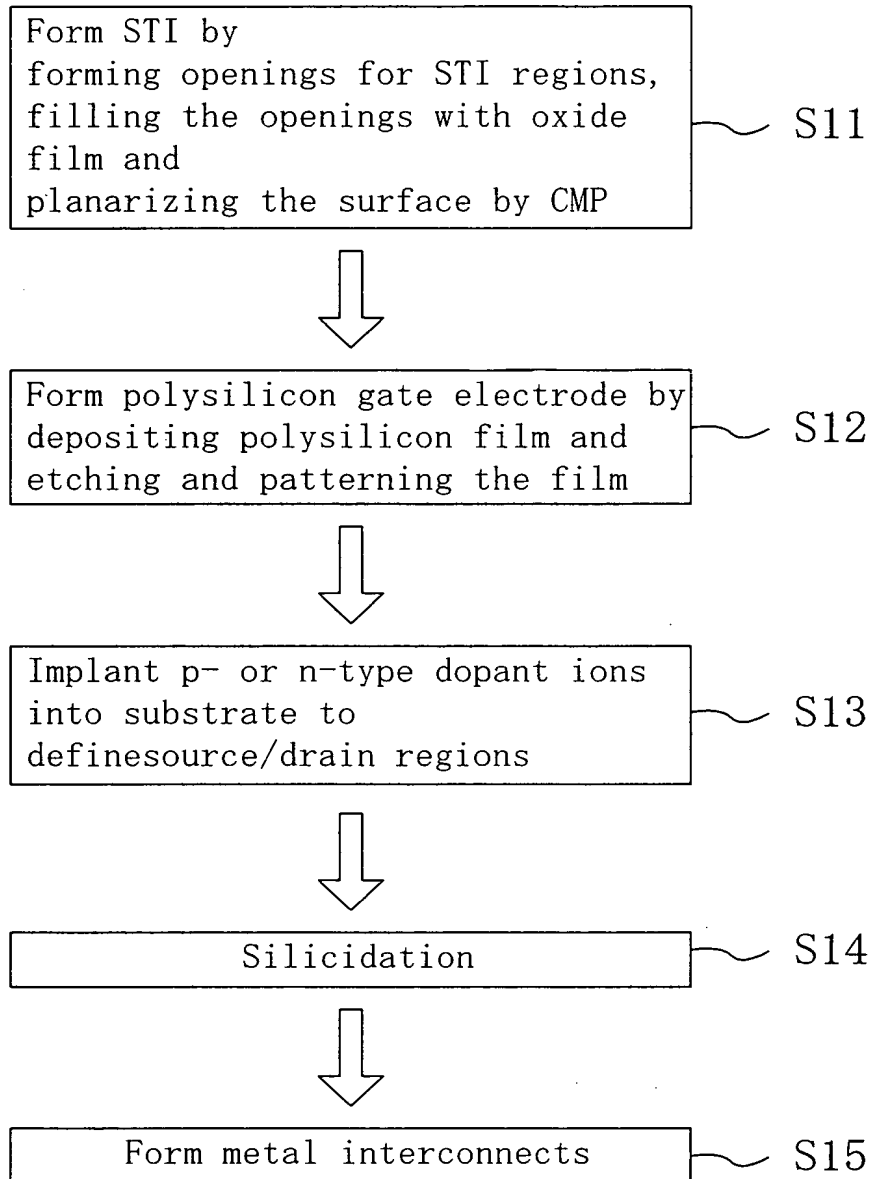 Form STI by
forming openings for STI regions,
filling the openings with oxide
film and
planarizing the surface by CMP
S11
Form polysilicon gate electrode by
depositing polysilicon film and
etching and patterning the film
S12
Implant p- or n-type dopant ions
into substrate to
definesource/drain regions
S13
Silicidation
S14
Form metal interconnects
S15